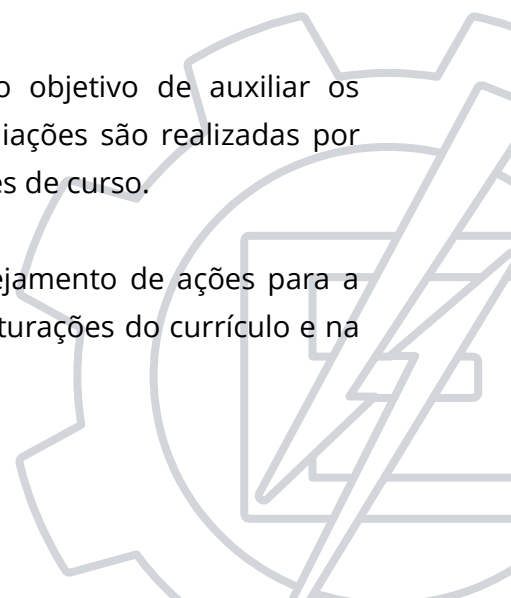 o objetivo de auxiliar os
iações são realizadas por
es de curso.
ejamento de ações para a
turações do currículo e na